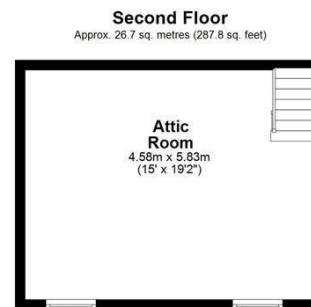 Second Floor
Approx. 26.7 sq. metres (287.8 sq. feet)
Attic
Room
4.58m x 5.83m
(15' x 19'2")